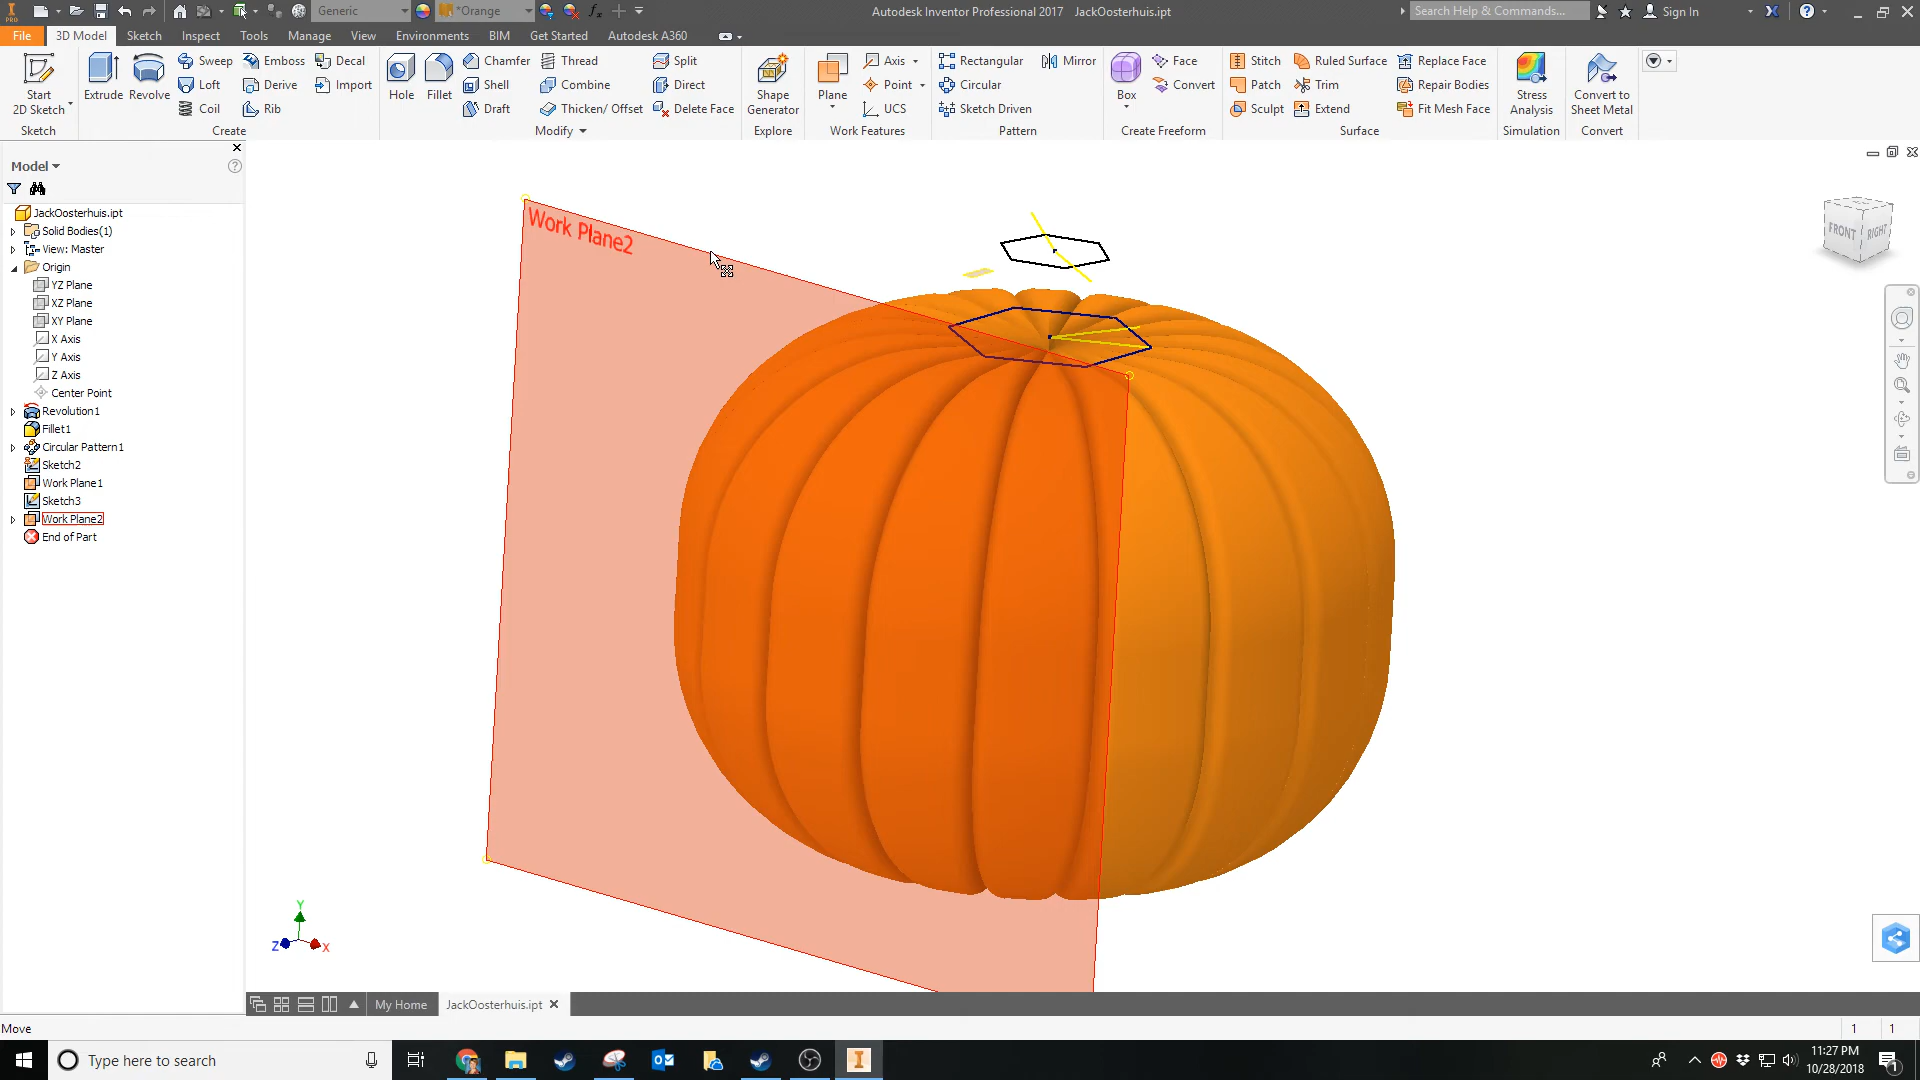 Generic
*Orange
Autodesk Inventor Professional 2017 JackOosterhuis.ipt
Search Help & Commands...
Sign In
PRO
File
3D Model
Sketch
Inspect
Tools
Manage
View
Environments
BIM
Get Started
Autodesk A360
Start
2D Sketch
Sketch
Extrude
Revolve
Sweep
Loft
Coil
Emboss
Derive
Rib
Decal
Import
Create
Hole
Fillet
Chamfer
Shell
Draft
Thread
Combine
Thicken/ Offset
Split
Direct
Delete Face
Modify
Shape
Generator
Explore
Plane
Axis
Point
UCS
Work Features
Rectangular
Circular
Sketch Driven
Mirror
Pattern
Box
Face
Convert
Create Freeform
Stitch
Patch
Sculpt
Ruled Surface
Trim
Extend
Replace Face
Repair Bodies
Fit Mesh Face
Surface
Stress
Analysis
Simulation
Convert to
Sheet Metal
Convert
Model
JackOosterhuis.ipt
Solid Bodies(1)
View: Master
Origin
YZ Plane
XZ Plane
XY Plane
X Axis
Y Axis
Z Axis
Center Point
Revolution1
Fillet1
Circular Pattern1
Sketch2
Work Plane1
Sketch3
Work Plane2
End of Part
Work Plane2
FRONT
RIGHT
Y
Z
X
My Home
JackOosterhuis.ipt
Move
1
1
Type here to search
11:27 PM
10/28/2018
1